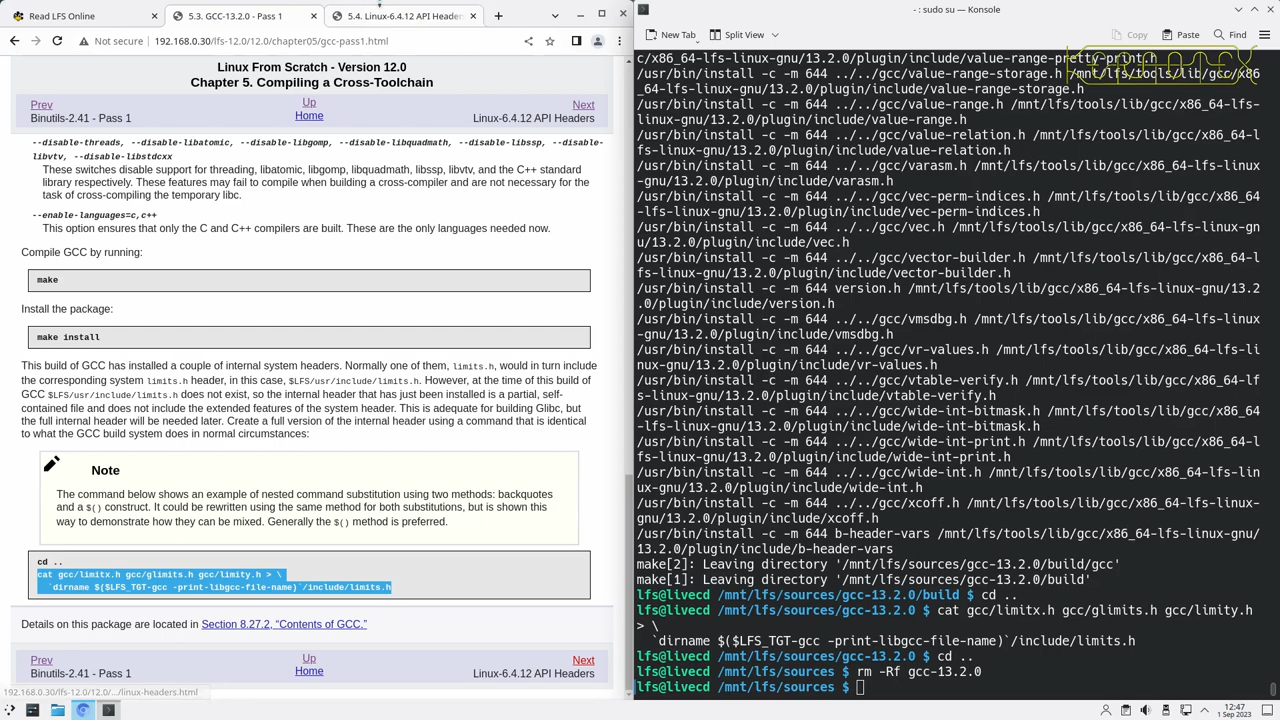 Read LFS Online
5.3. GCC-13.2.0 - Pass 1
5.4. Linux-6.4.12 API Header
Not secure
192.168.0.30/lfs-12.0/12.0/chapter05/gcc-pass1.html
Linux From Scratch - Version 12.0
Chapter 5. Compiling a Cross-Toolchain
Prev Up Next
Binutils-2.41 - Pass 1 Home Linux-6.4.12 API Headers
--disable-threads, --disable-libatomic, --disable-libgomp, --disable-libquadmath, --disable-libssp, --disable-
libvtv, --disable-libstdcxx
These switches disable support for threading, libatomic, libgomp, libquadmath, libssp, libvtv, and the C++ standard
library respectively. These features may fail to compile when building a cross-compiler and are not necessary for the
task of cross-compiling the temporary libc.
--enable-languages=c,c++
This option ensures that only the C and C++ compilers are built. These are the only languages needed now.
Compile GCC by running:
make
Install the package:
make install
This build of GCC has installed a couple of internal system headers. Normally one of them, limits.h, would in turn include
the corresponding system limits.h header, in this case, $LFS/usr/include/limits.h. However, at the time of this build of
GCC $LFS/usr/include/limits.h does not exist, so the internal header that has just been installed is a partial, self-
contained file and does not include the extended features of the system header. This is adequate for building Glibc, but
the full internal header will be needed later. Create a full version of the internal header using a command that is identical
to what the GCC build system does in normal circumstances:
Note
The command below shows an example of nested command substitution using two methods: backquotes
and a $() construct. It could be rewritten using the same method for both substitutions, but is shown this
way to demonstrate how they can be mixed. Generally the $() method is preferred.
cd ..
cat gcc/limitx.h gcc/glimits.h gcc/limity.h > \
`dirname $($LFS_TGT-gcc -print-libgcc-file-name)`/include/limits.h
Details on this package are located in Section 8.27.2, “Contents of GCC.”
Prev Up Next
Binutils-2.41 - Pass 1 Home Linux-6.4.12 API Headers
192.168.0.30/lfs-12.0/12.0/.../linux-headers.html
- : sudo su — Konsole
New Tab Split View Copy Paste Find
c/x86_64-lfs-linux-gnu/13.2.0/plugin/include/value-range-pretty-print.h
/usr/bin/install -c -m 644 ../../gcc/value-range-storage.h /mnt/lfs/tools/lib/gcc/x86
_64-lfs-linux-gnu/13.2.0/plugin/include/value-range-storage.h
/usr/bin/install -c -m 644 ../../gcc/value-range.h /mnt/lfs/tools/lib/gcc/x86_64-lfs-
linux-gnu/13.2.0/plugin/include/value-range.h
/usr/bin/install -c -m 644 ../../gcc/value-relation.h /mnt/lfs/tools/lib/gcc/x86_64-l
fs-linux-gnu/13.2.0/plugin/include/value-relation.h
/usr/bin/install -c -m 644 ../../gcc/varasm.h /mnt/lfs/tools/lib/gcc/x86_64-lfs-linux
-gnu/13.2.0/plugin/include/varasm.h
/usr/bin/install -c -m 644 ../../gcc/vec-perm-indices.h /mnt/lfs/tools/lib/gcc/x86_64
-lfs-linux-gnu/13.2.0/plugin/include/vec-perm-indices.h
/usr/bin/install -c -m 644 ../../gcc/vec.h /mnt/lfs/tools/lib/gcc/x86_64-lfs-linux-gn
u/13.2.0/plugin/include/vec.h
/usr/bin/install -c -m 644 ../../gcc/vector-builder.h /mnt/lfs/tools/lib/gcc/x86_64-l
fs-linux-gnu/13.2.0/plugin/include/vector-builder.h
/usr/bin/install -c -m 644 version.h /mnt/lfs/tools/lib/gcc/x86_64-lfs-linux-gnu/13.2
.0/plugin/include/version.h
/usr/bin/install -c -m 644 ../../gcc/vmsdbg.h /mnt/lfs/tools/lib/gcc/x86_64-lfs-linux
-gnu/13.2.0/plugin/include/vmsdbg.h
/usr/bin/install -c -m 644 ../../gcc/vr-values.h /mnt/lfs/tools/lib/gcc/x86_64-lfs-li
nux-gnu/13.2.0/plugin/include/vr-values.h
/usr/bin/install -c -m 644 ../../gcc/vtable-verify.h /mnt/lfs/tools/lib/gcc/x86_64-lf
s-linux-gnu/13.2.0/plugin/include/vtable-verify.h
/usr/bin/install -c -m 644 ../../gcc/wide-int-bitmask.h /mnt/lfs/tools/lib/gcc/x86_64
-lfs-linux-gnu/13.2.0/plugin/include/wide-int-bitmask.h
/usr/bin/install -c -m 644 ../../gcc/wide-int-print.h /mnt/lfs/tools/lib/gcc/x86_64-l
fs-linux-gnu/13.2.0/plugin/include/wide-int-print.h
/usr/bin/install -c -m 644 ../../gcc/wide-int.h /mnt/lfs/tools/lib/gcc/x86_64-lfs-lin
ux-gnu/13.2.0/plugin/include/wide-int.h
/usr/bin/install -c -m 644 ../../gcc/xcoff.h /mnt/lfs/tools/lib/gcc/x86_64-lfs-linux-
gnu/13.2.0/plugin/include/xcoff.h
/usr/bin/install -c -m 644 b-header-vars /mnt/lfs/tools/lib/gcc/x86_64-lfs-linux-gnu/
13.2.0/plugin/include/b-header-vars
make[2]: Leaving directory '/mnt/lfs/sources/gcc-13.2.0/build/gcc'
make[1]: Leaving directory '/mnt/lfs/sources/gcc-13.2.0/build'
lfs@livecd /mnt/lfs/sources/gcc-13.2.0/build $ cd ..
lfs@livecd /mnt/lfs/sources/gcc-13.2.0 $ cat gcc/limitx.h gcc/glimits.h gcc/limity.h
> \
`dirname $($LFS_TGT-gcc -print-libgcc-file-name)`/include/limits.h
lfs@livecd /mnt/lfs/sources/gcc-13.2.0 $ cd ..
lfs@livecd /mnt/lfs/sources $ rm -Rf gcc-13.2.0
lfs@livecd /mnt/lfs/sources $
12:47
1 Sep 2023